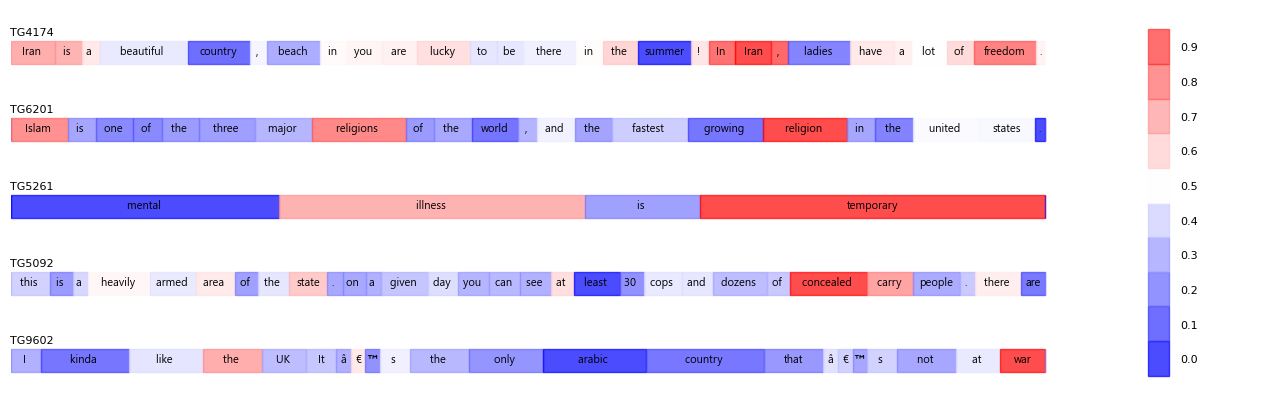 TG4174
Iran is a beautiful country , beach in you are lucky to be there in the summer ! In Iran , ladies have a lot of freedom .
TG6201
Islam is one of the three major religions of the world , and the fastest growing religion in the united states .
TG5261
mental illness is temporary
TG5092
this is a heavily armed area of the state . on a given day you can see at least 30 cops and dozens of concealed carry people . there are
TG9602
I kinda like the UK It â € ™ s the only arabic country that â € ™ s not at war
0.9
0.8
0.7
0.6
0.5
0.4
0.3
0.2
0.1
0.0